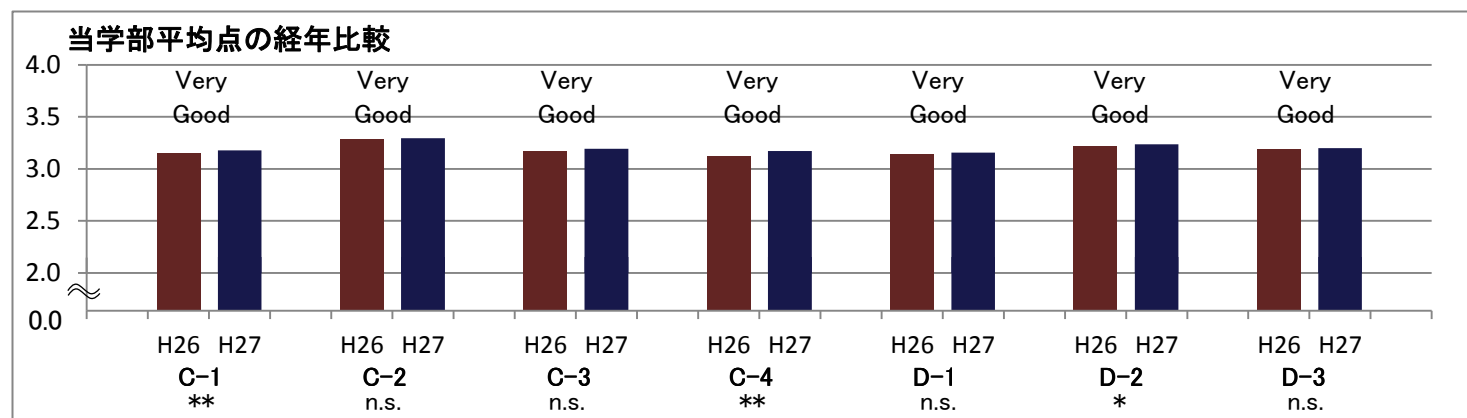 当学部平均点の経年比較
4.0
3.5
3.0
2.5
2.0
0.0
Very Good
Very Good
Very Good
Very Good
Very Good
Very Good
Very Good
H26 H27 H26 H27 H26 H27 H26 H27 H26 H27 H26 H27 H26 H27
C-1 C-2 C-3 C-4 D-1 D-2 D-3
** n.s. n.s. ** n.s. * n.s.